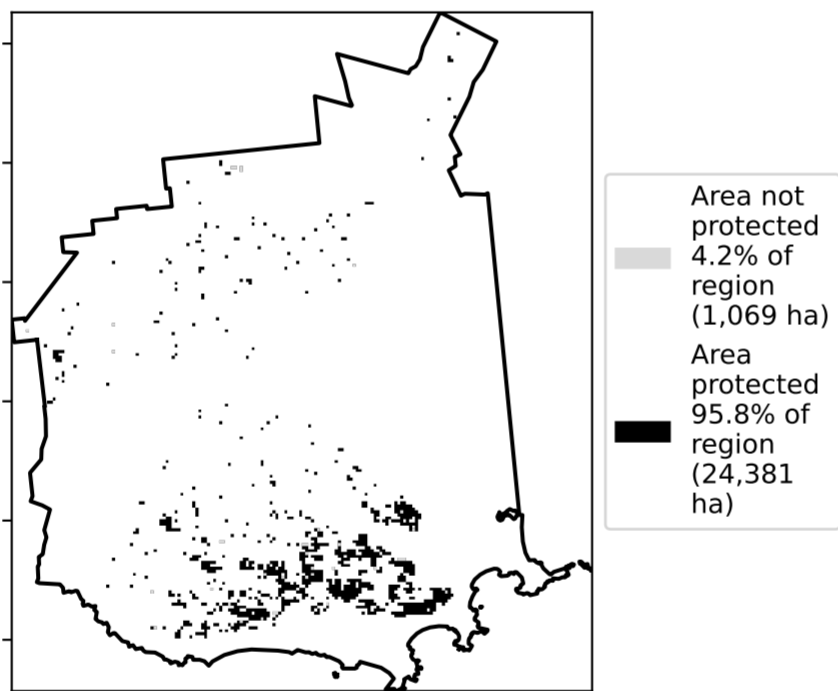 Area not
protected
4.2% of
region
(1,069 ha)
Area
protected
95.8% of
region
(24,381
ha)